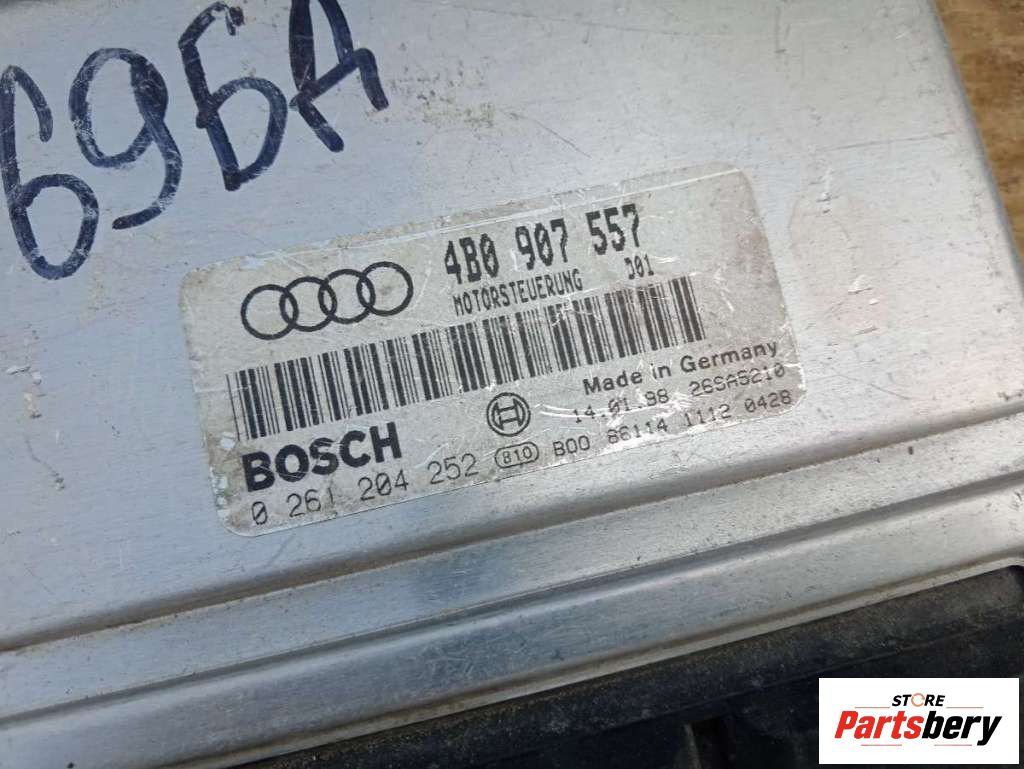 695A
4B0 907 557
MOTORSTEUERUNG D01
Made in Germany
14.01.98 26SA5210
BOSCH
0 261 204 252 810 B00 86114 1112 0428
STORE
Partsbery